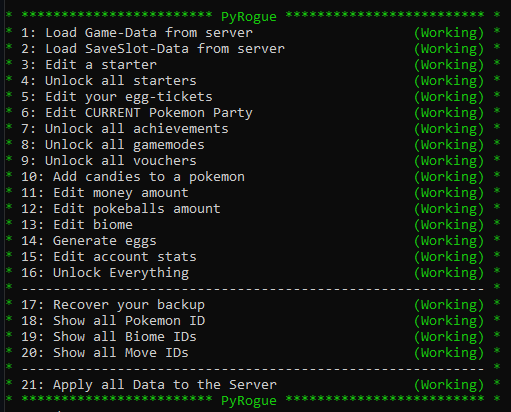 ************************ PyRogue ************************* *
* 1: Load Game-Data from server (Working) *
* 2: Load SaveSlot-Data from server (Working) *
* 3: Edit a starter (Working) *
* 4: Unlock all starters (Working) *
* 5: Edit your egg-tickets (Working) *
* 6: Edit CURRENT Pokemon Party (Working) *
* 7: Unlock all achievements (Working) *
* 8: Unlock all gamemodes (Working) *
* 9: Unlock all vouchers (Working) *
* 10: Add candies to a pokemon (Working) *
* 11: Edit money amount (Working) *
* 12: Edit pokeballs amount (Working) *
* 13: Edit biome (Working) *
* 14: Generate eggs (Working) *
* 15: Edit account stats (Working) *
* 16: Unlock Everything (Working) *
* ---------------------------------------------------------- *
* 17: Recover your backup (Working) *
* 18: Show all Pokemon ID (Working) *
* 19: Show all Biome IDs (Working) *
* 20: Show all Move IDs (Working) *
* ---------------------------------------------------------- *
* 21: Apply all Data to the Server (Working) *
* ************************ PyRogue ************************* *